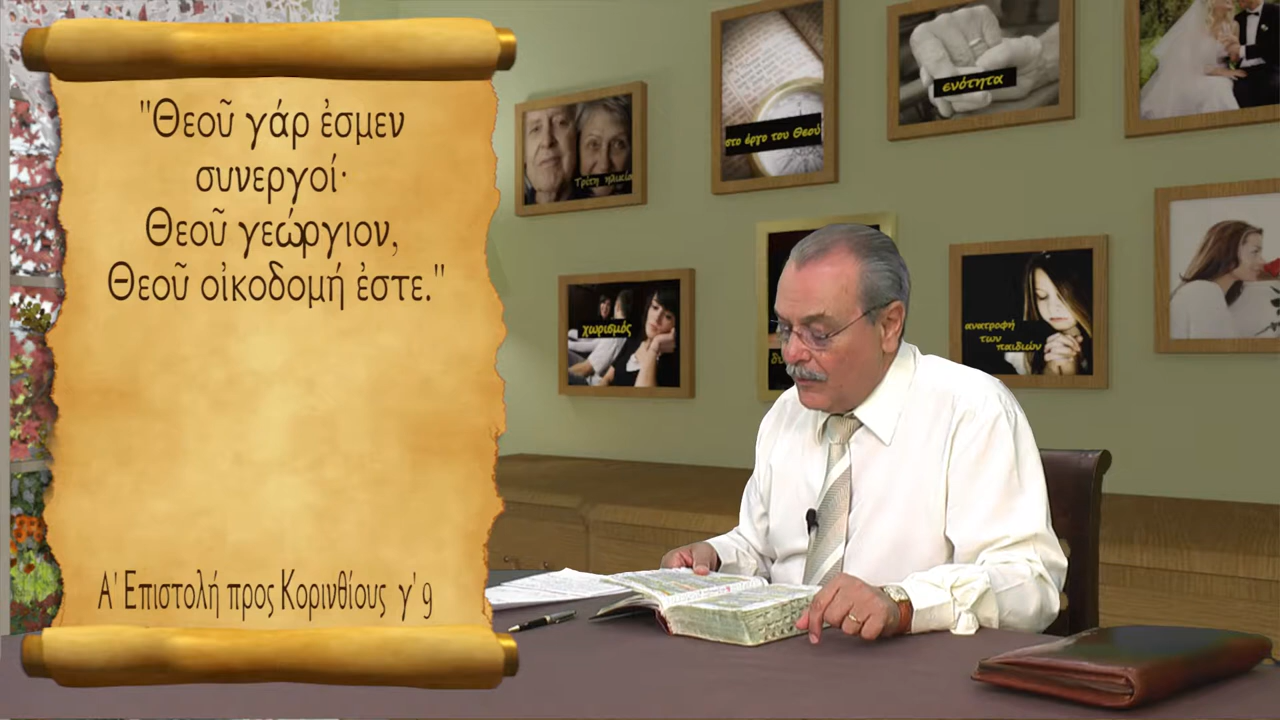 "Θεοῦ γάρ ἐσμεν
συνεργοί·
Θεοῦ γεώργιον,
Θεοῦ οἰκοδομή ἐστε."
Α' Επιστολή προς Κορινθίους γ' 9
Τρίτη ηλικία
στο έργο του Θεού
ενότητα
χωρισμός
ανατροφή
των
παιδιών